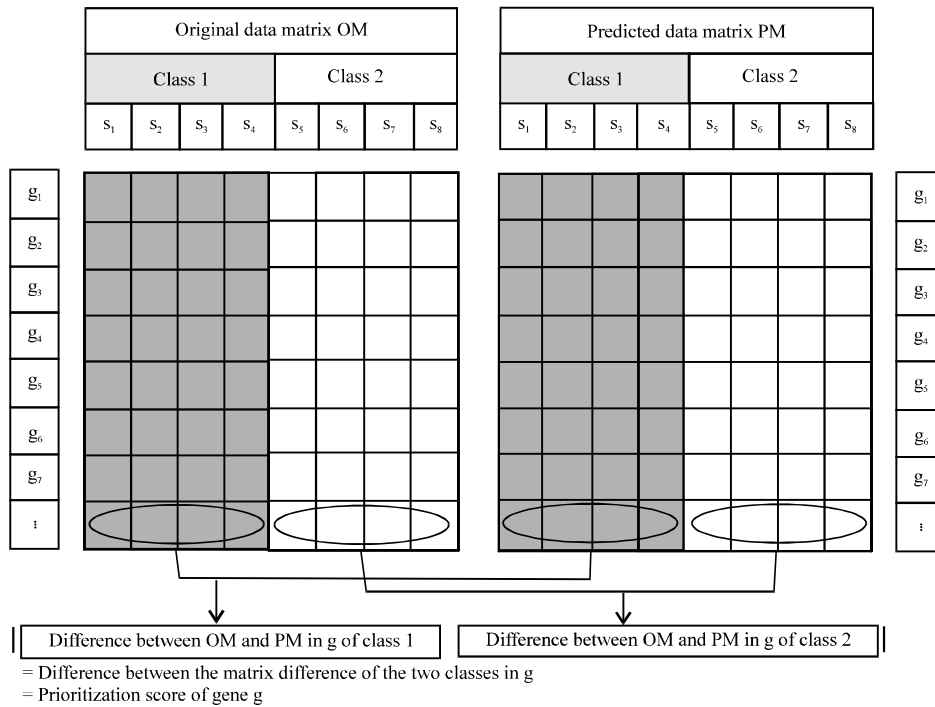 Original data matrix OM
Predicted data matrix PM
Class 1
Class 2
Class 1
Class 2
s₁ s₂ s₃ s₄ s₅ s₆ s₇ s₈
s₁ s₂ s₃ s₄ s₅ s₆ s₇ s₈
g₁
g₂
g₃
g₄
g₅
g₆
g₇
...
g₁
g₂
g₃
g₄
g₅
g₆
g₇
...
| Difference between OM and PM in g of class 1
Difference between OM and PM in g of class 2 |
= Difference between the matrix difference of the two classes in g
= Prioritization score of gene g